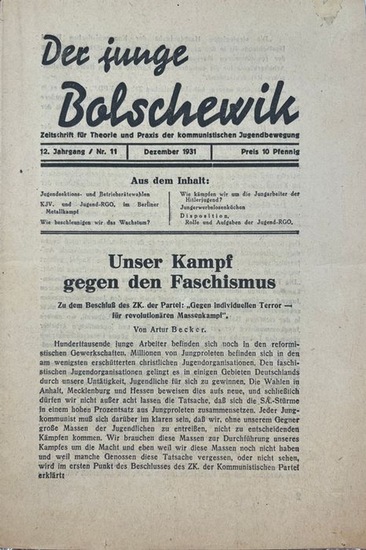 Der junge
Bolschewik
Zeitschrift für Theorie und Praxis der kommunistischen Jugendbewegung
12. Jahrgang / Nr. 11 Dezember 1931 Preis 10 Pfennig
Aus dem Inhalt:
Jugendsektions- und Betriebsrätewahlen
KJV. und Jugend-RGO. im Berliner
Metallkampf
Wie beschleunigen wir das Wachstum?
Wie kämpfen wir um die Jungarbeiter der
Hitlerjugend?
Jungerwerbslosenküchen
Disposition.
Rolle und Aufgaben der Jugend-RGO.
Unser Kampf
gegen den Faschismus
Zu dem Beschluß des ZK. der Partei: „Gegen individuellen Terror —
für revolutionären Massenkampf“.
Von Artur Becker.
Hunderttausende junge Arbeiter befinden sich noch in den reformi-
stischen Gewerkschaften, Millionen von Jungproleten befinden sich in den
am wenigsten erschütterten christlichen Jugendorganisationen. Den faschi-
stischen Jugendorganisationen gelingt es in einigen Gebieten Deutschlands
durch unsere Untätigkeit, Jugendliche für sich zu gewinnen. Die Wahlen in
Anhalt, Mecklenburg und Hessen beweisen dies aufs neue, und schließlich
dürfen wir nicht außer acht lassen die Tatsache, daß sich die SA-Stürme
in einem hohen Prozentsatz aus Jungproleten zusammensetzen. Jeder Jung-
kommunist muß sich darüber im klaren sein, daß wir, ohne unserem Gegner
große Massen der Jugendlichen zu entreißen, nicht zu entscheidenden
Kämpfen kommen. Wir brauchen diese Massen zur Durchführung unseres
Kampfes um die Macht und eben weil wir diese Massen noch nicht haben
und weil manche Genossen diese Tatsache vergessen, oder nicht sehen,
wird im ersten Punkt des Beschlusses des ZK. der Kommunistischen Partei
erklärt: